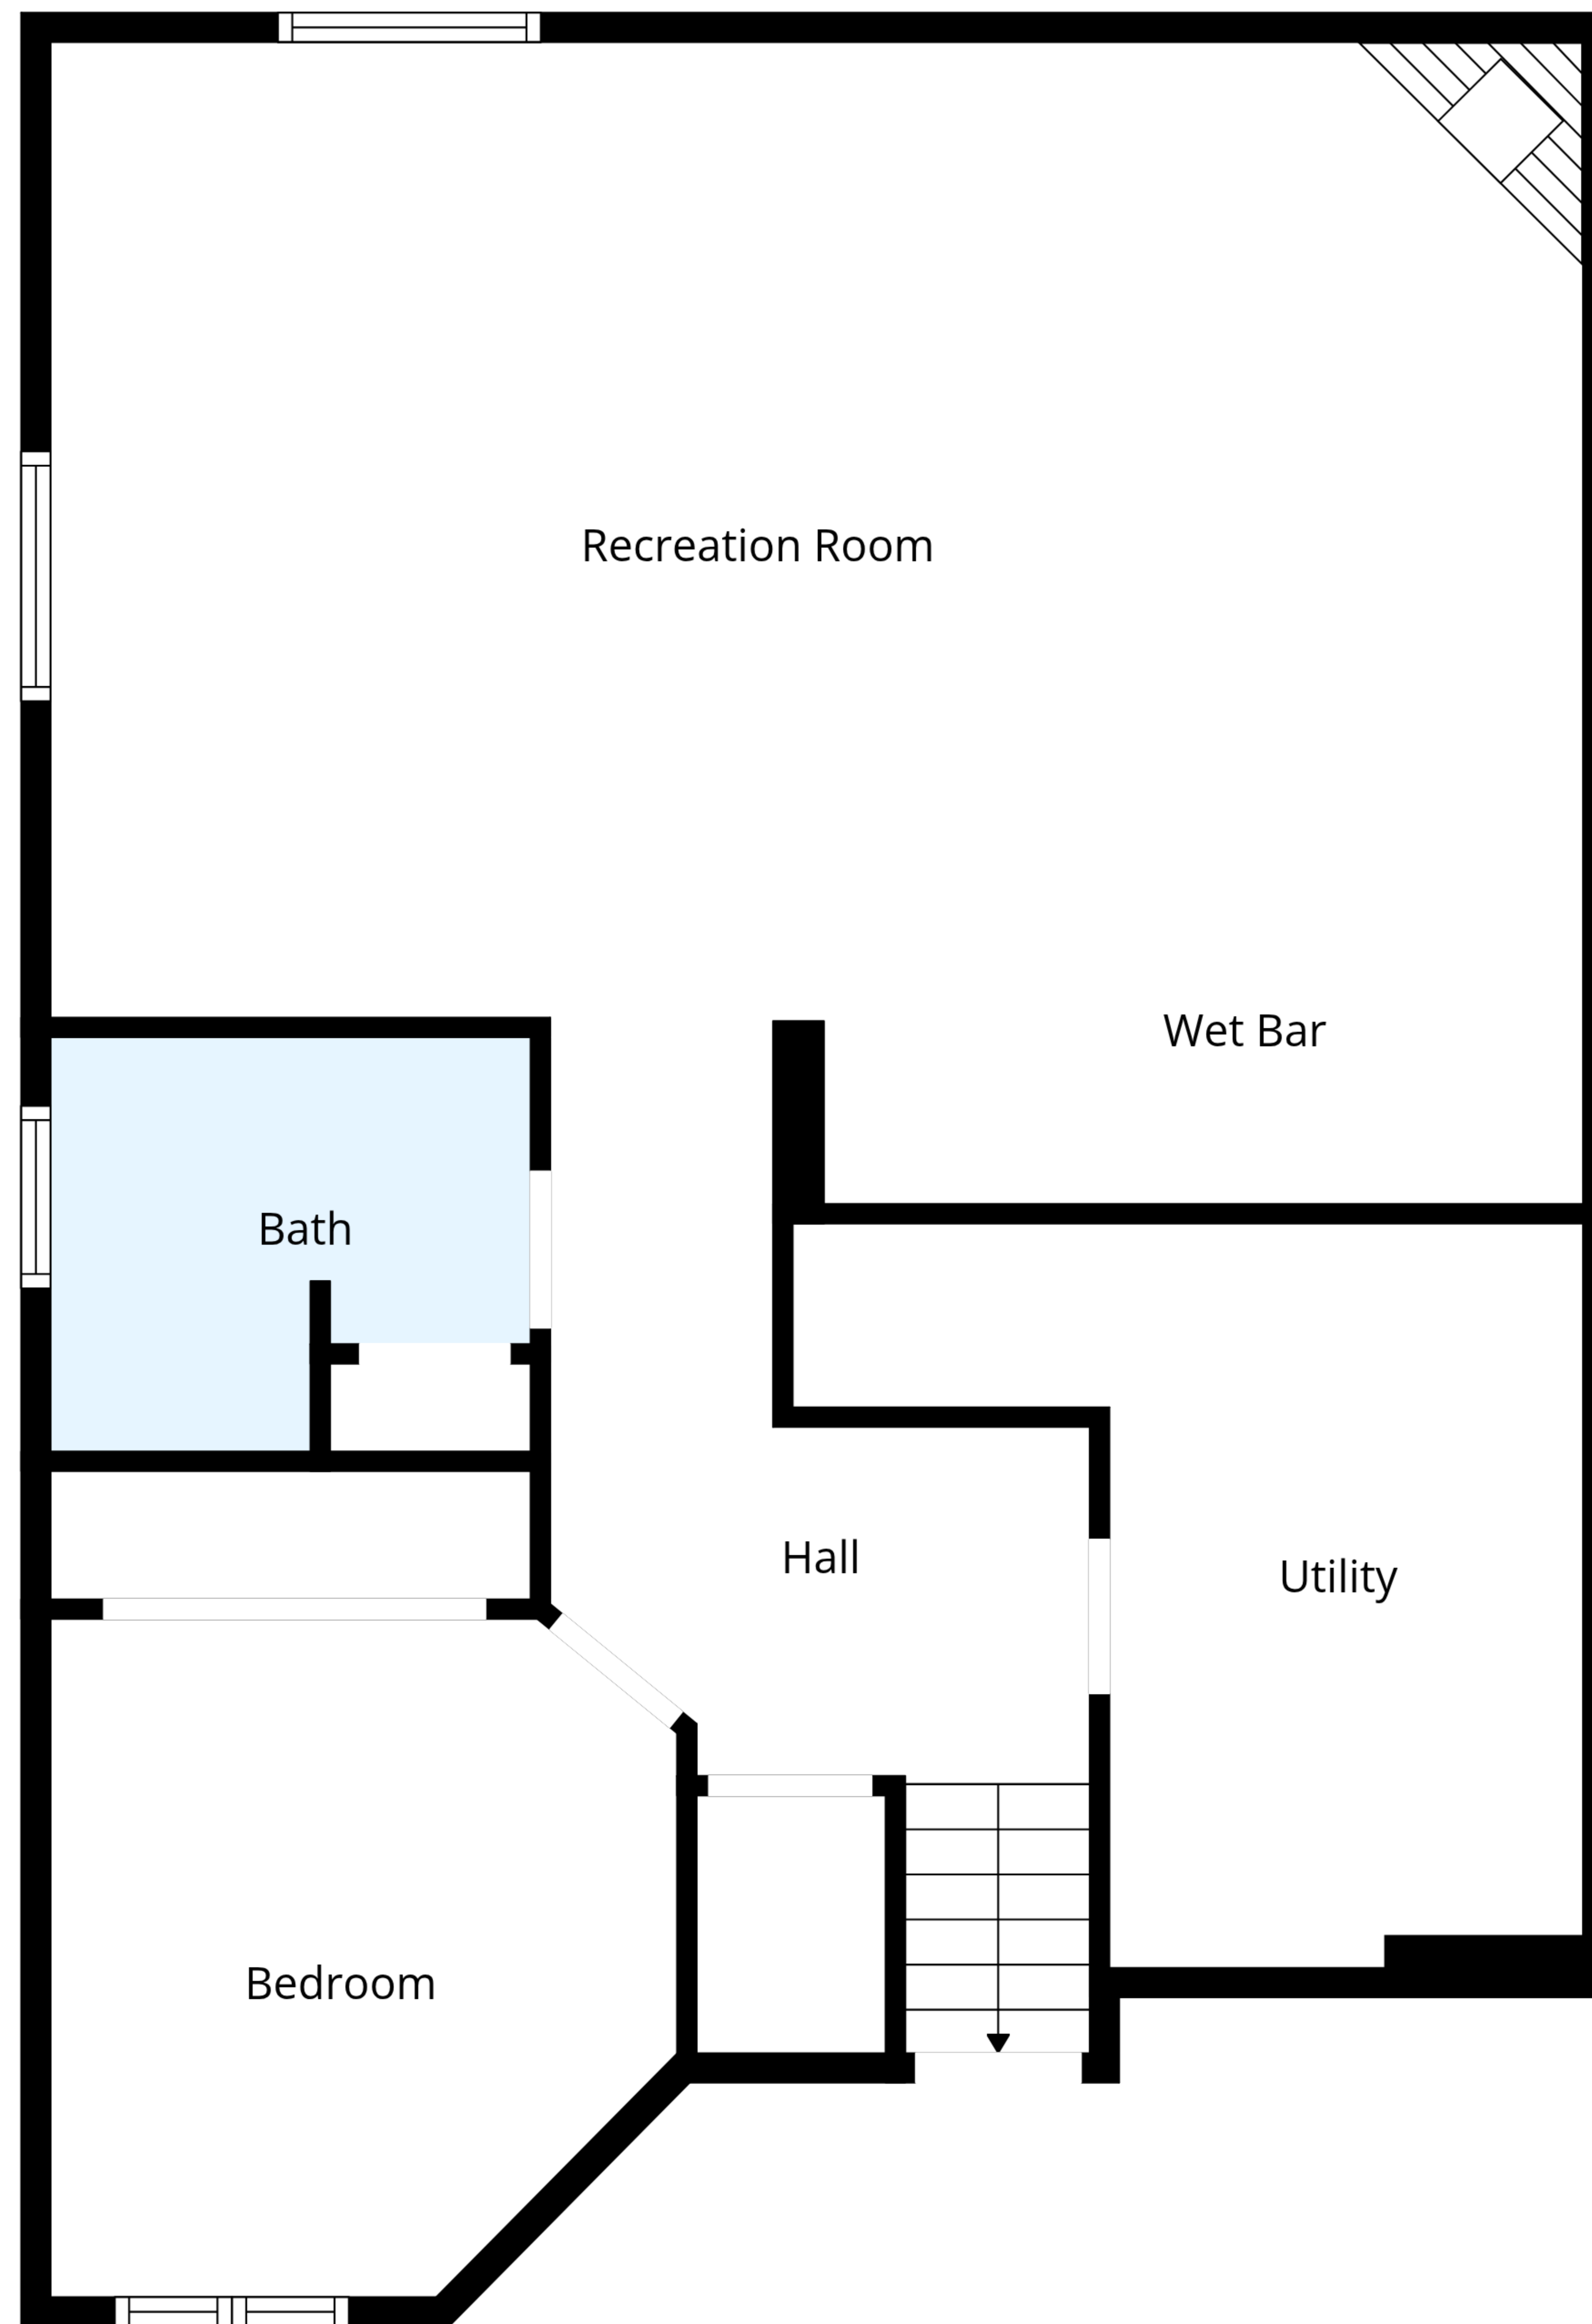 Recreation Room
Wet Bar
Bath
Hall
Utility
Bedroom